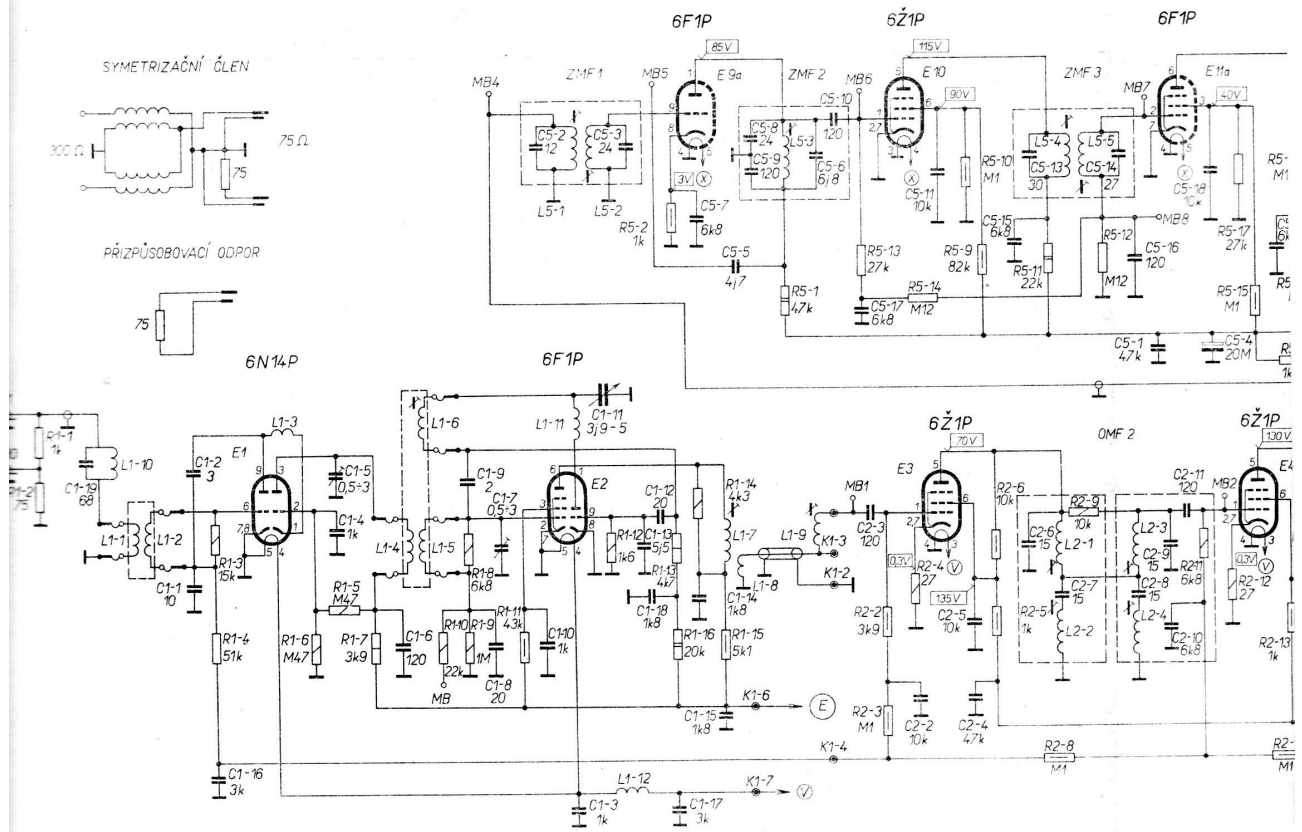 SYMETRIZAČNÍ ČLEN
300 Ω
75 Ω
75
PŘIZPŮSOBOVACÍ ODPOR
75
6F1P
6Ž1P
6F1P
85V
115V
90V
40V
3V
MB4
ZMF 1
MB5
E9a
ZMF 2
MB6
E10
ZMF 3
MB7
E11a
C5-2
12
C5-3
24
L5-1
L5-2
R5-2
1k
C5-7
6k8
C5-8
24
C5-9
120
L5-3
C5-6
6j8
C5-10
120
C5-5
4j7
R5-1
47k
R5-13
27k
C5-17
6k8
R5-14
M12
C5-11
10k
R5-10
M1
R5-9
82k
L5-4
C5-13
30
L5-5
C5-14
27
C5-15
6k8
R5-11
22k
R5-12
M12
C5-16
120
MB8
C5-18
10k
R5-17
27k
R5-15
M1
C5-1
47k
C5-4
20M
M1
1k
6N14P
6F1P
6Ž1P
6Ž1P
R1-1
1k
R1-2
75
C1-19
68
L1-10
L1-1
L1-2
C1-2
3
L1-3
E1
R1-3
15k
C1-1
10
R1-4
51k
C1-5
0,5÷3
C1-4
1k
R1-5
M47
R1-6
M47
R1-7
3k9
C1-6
120
L1-4
L1-5
L1-6
C1-9
2
C1-7
0,5÷3
R1-8
6k8
R1-10
22k
MB
R1-9
1M
C1-8
20
R1-11
43k
C1-10
1k
L1-11
C1-11
3j9-5
E2
R1-12
1k6
C1-12
20
C1-13
5j5
R1-13
4k7
C1-18
1k8
R1-16
20k
R1-14
4k3
L1-7
C1-14
1k8
R1-15
5k1
C1-15
1k8
L1-8
L1-9
K1-3
K1-2
K1-6
E
K1-4
K1-7
V
C1-16
3k
C1-3
1k
L1-12
C1-17
3k
MB1
C2-3
120
E3
70V
0,3V
R2-4
27
135V
C2-5
10k
R2-2
3k9
R2-3
M1
C2-2
10k
C2-4
47k
R2-6
10k
OMF 2
C2-6
15
R2-9
10k
L2-1
C2-7
15
R2-5
1k
L2-2
L2-3
C2-9
15
C2-8
15
L2-4
C2-11
120
R2-11
6k8
C2-10
6k8
MB2
E4
130V
0,3V
R2-12
27
R2-13
1k
R2-8
M1
M1